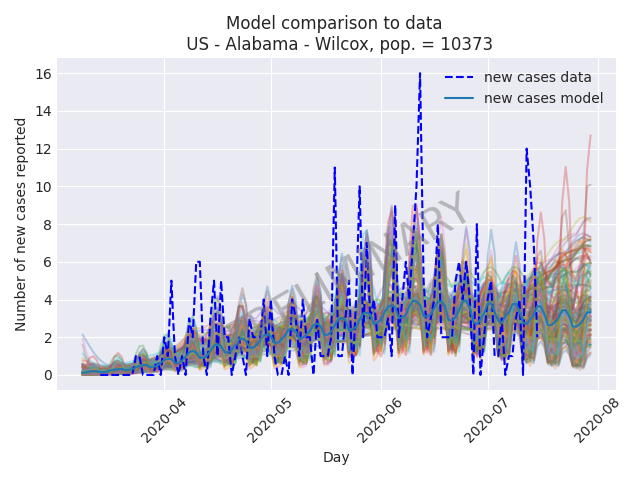 Model comparison to data
US - Alabama - Wilcox, pop. = 10373
new cases data
new cases model
Number of new cases reported
16
14
12
10
8
6
4
2
0
PRELIMINARY
2020-04
2020-05
2020-06
2020-07
2020-08
Day